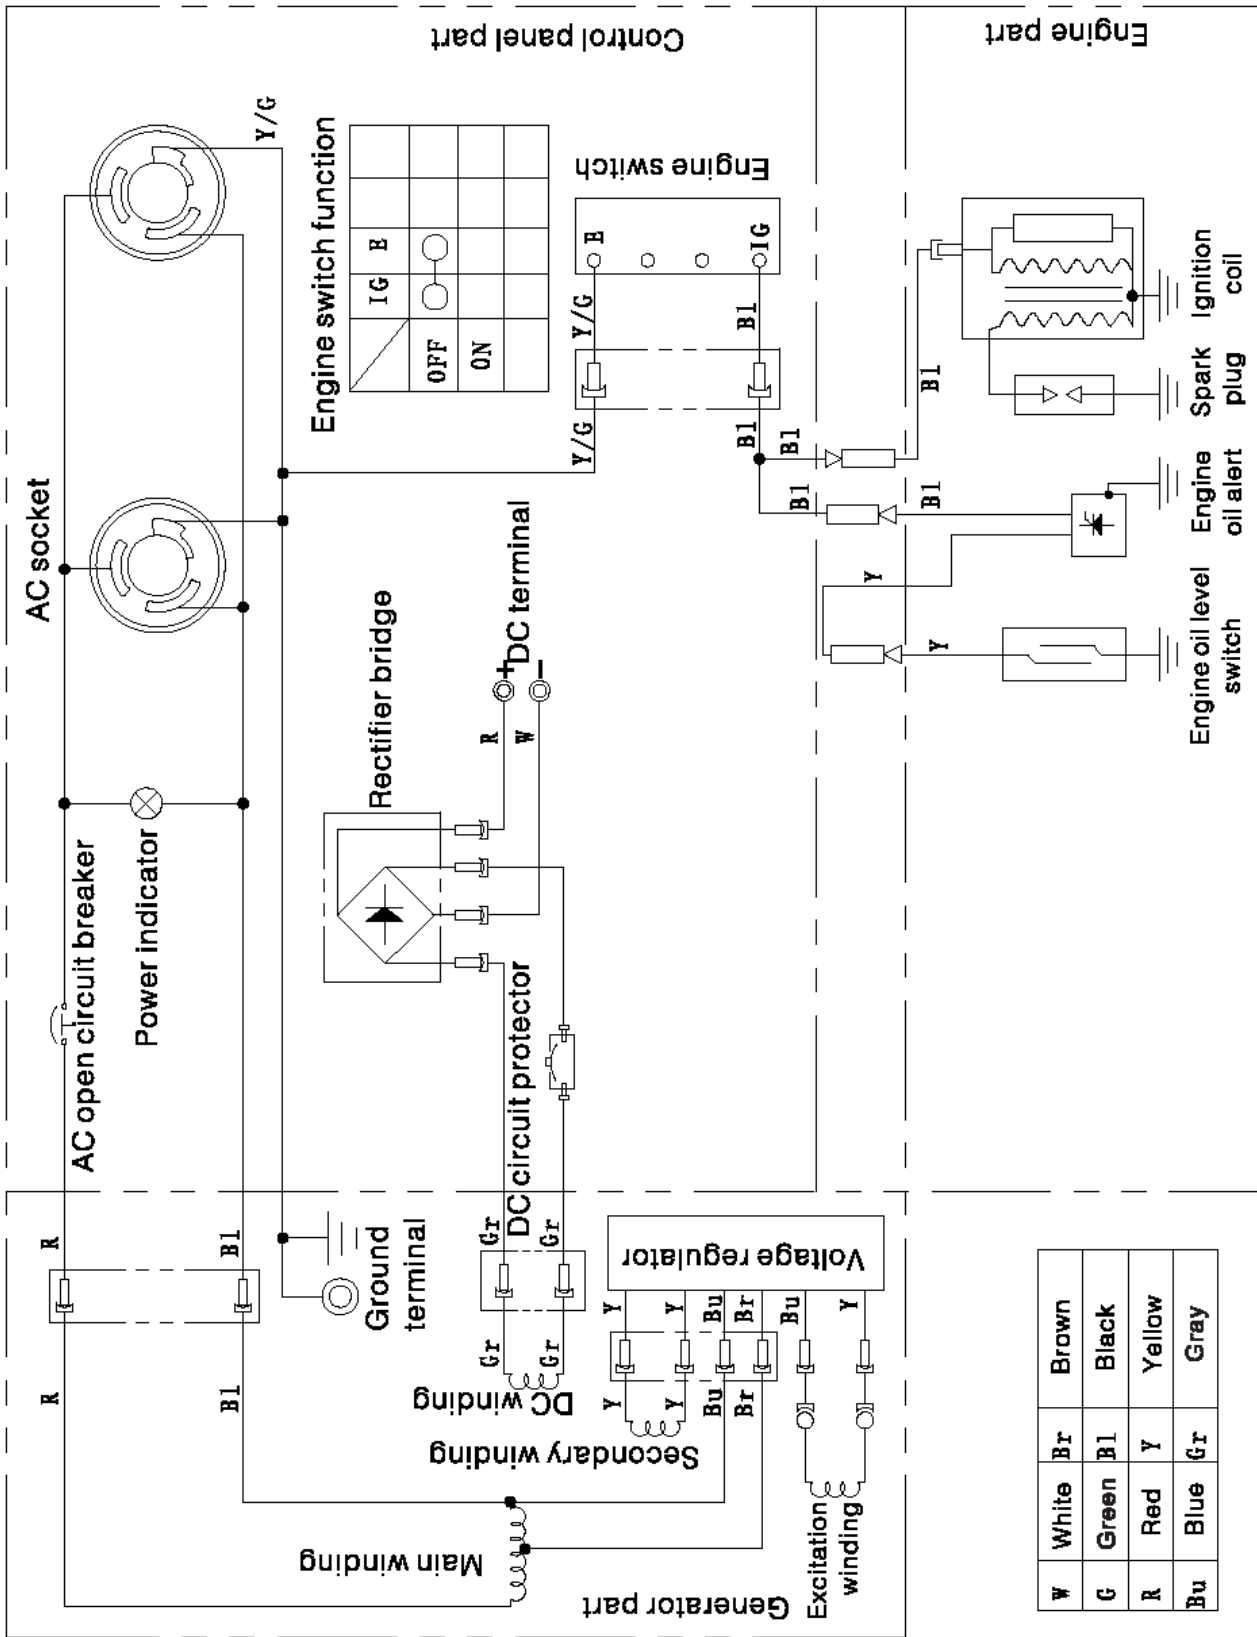 Control panel part
Engine part
Generator part
AC socket
Y/G
AC open circuit breaker
Power indicator
R
R
Bl
Bl
Ground
terminal
Engine switch function
IG E
OFF
ON
Engine switch
E
IG
Y/G
Bl
Y/G
Bl
Bl
Bl
Bl
Bl
Y
Y
Rectifier bridge
R
W
+
−
DC terminal
DC circuit protector
Gr
Gr
Gr
Gr
DC winding
Secondary winding
Main winding
Voltage regulator
Y
Y
Bu
Br
Bu
Y
Y
Y
Bu
Br
Excitation
winding
Ignition
coil
Spark
plug
Engine
oil alert
Engine oil level
switch
W White Br Brown
G Green Bl Black
R Red Y Yellow
Bu Blue Gr Gray